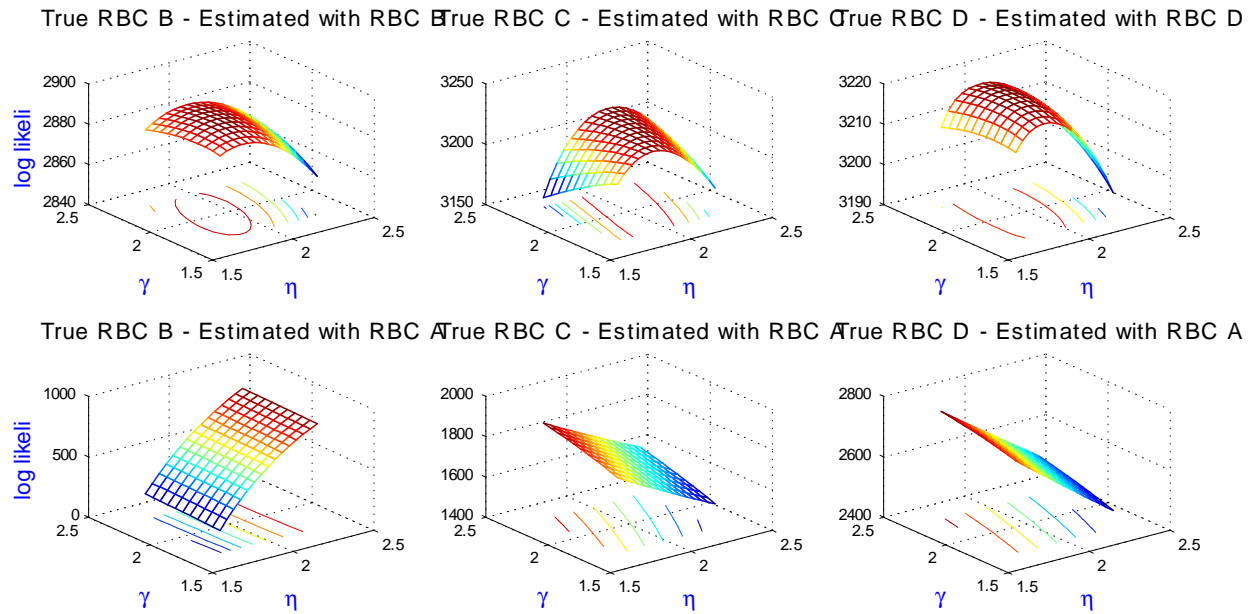 True RBC B - Estimated with RBC B
True RBC C - Estimated with RBC C
True RBC D - Estimated with RBC D
2900
2880
2860
2840
log likeli
2.5
2
1.5
γ
1.5
2
2.5
η
3250
3200
3150
2.5
2
1.5
γ
1.5
2
2.5
η
3220
3210
3200
3190
2.5
2
1.5
γ
1.5
2
2.5
η
True RBC B - Estimated with RBC A
True RBC C - Estimated with RBC A
True RBC D - Estimated with RBC A
1000
500
0
log likeli
2.5
2
1.5
γ
1.5
2
2.5
η
2000
1800
1600
1400
2.5
2
1.5
γ
1.5
2
2.5
η
2800
2600
2400
2.5
2
1.5
γ
1.5
2
2.5
η